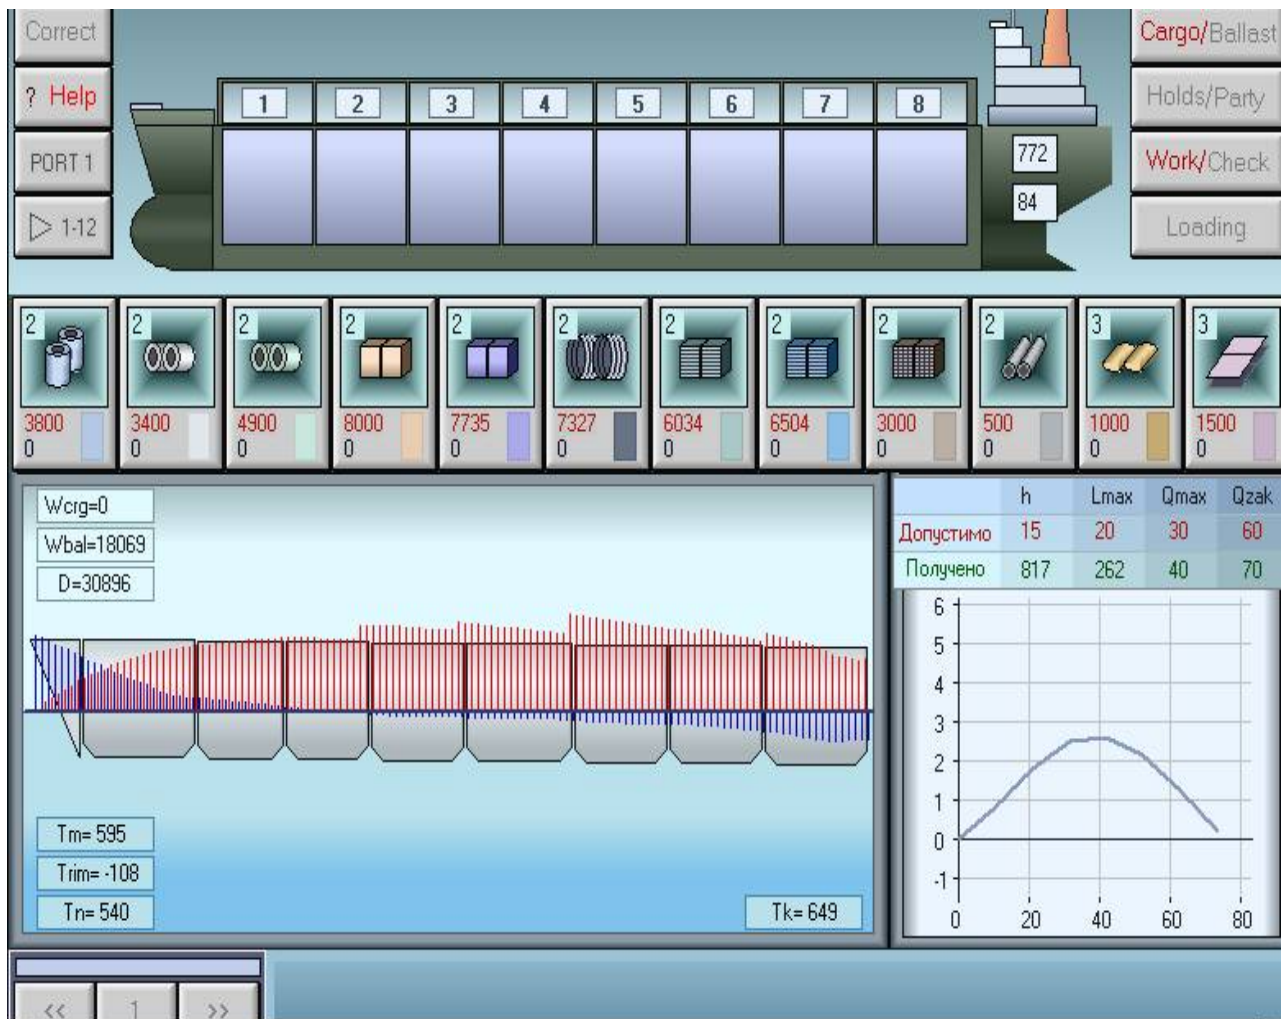 Correct
Cargo/Ballast
? Help
1 2 3 4 5 6 7 8
Holds/Party
PORT 1
772
Work/Check
84
1-12
Loading
2 2 2 2 2 2 2 2 2 2 3 3
3800 3400 4900 8000 7735 7327 6034 6504 3000 500 1000 1500
0 0 0 0 0 0 0 0 0 0 0 0
Wcrg=0
Wbal=18069
D=30896
Tm= 595
Trim= -108
Tn= 540
Tk= 649
h Lmax Qmax Qzak
Допустимо 15 20 30 60
Получено 817 262 40 70
6
5
4
3
2
1
0
-1
0 20 40 60 80
<< 1 >>